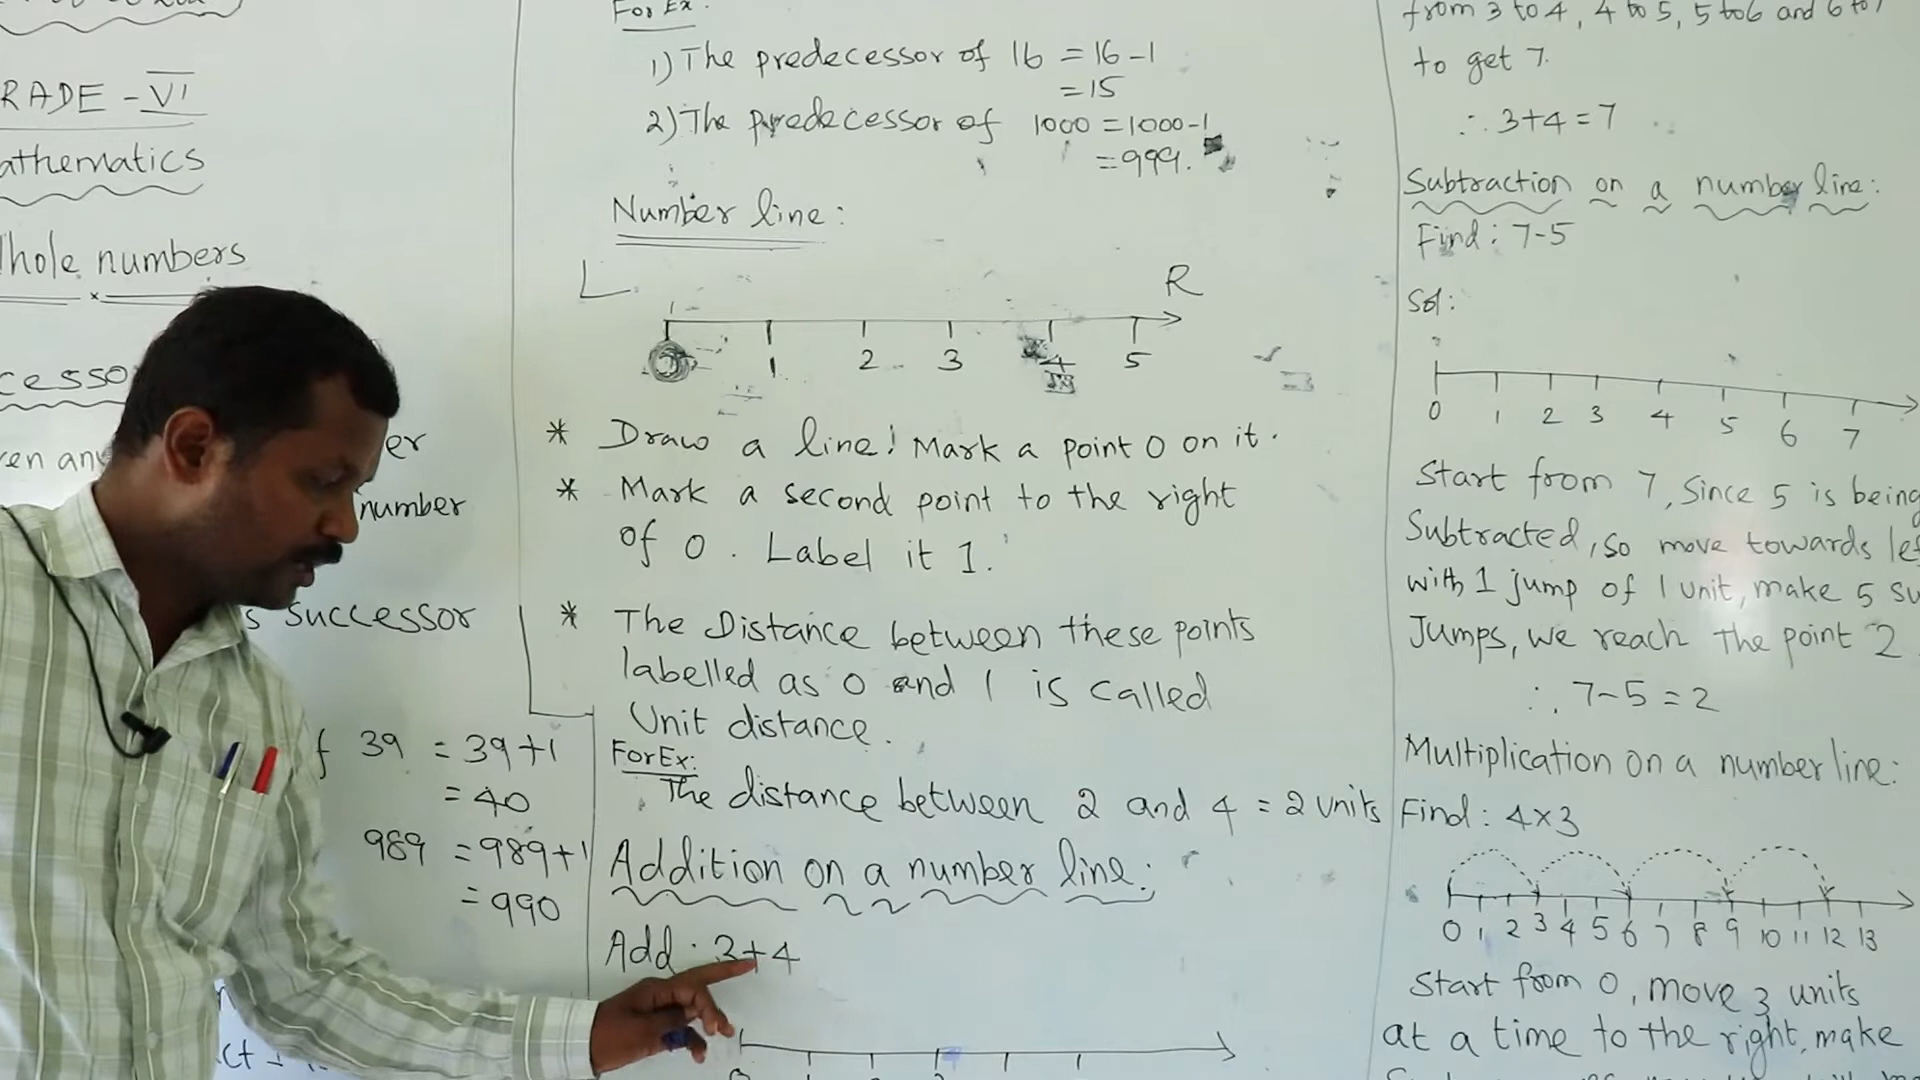 RADE - VI
athematics
hole numbers
cesso
er
en an
number
s successor
f 39 = 39+1
= 40
989 = 989+1
= 990
For Ex:
1) The predecessor of 16 = 16-1
= 15
2) The predecessor of 1000 = 1000-1
= 999.
Number line:
L R
1 2 3 4 5
* Draw a line! Mark a point 0 on it.
* Mark a second point to the right
of 0. Label it 1.
* The Distance between these points
labelled as 0 and 1 is called
Unit distance.
For Ex:
The distance between 2 and 4 = 2 units
Addition on a number line:
Add : 3+4
from 3 to 4, 4 to 5, 5 to 6 and 6 to 7
to get 7.
∴ 3+4=7
Subtraction on a number line:
Find: 7-5
Sol:
0 1 2 3 4 5 6 7
Start from 7, since 5 is being
Subtracted, so move towards lef
with 1 jump of 1 unit, make 5 su
Jumps, we reach the point 2
∴ 7-5=2
Multiplication on a number line:
Find: 4x3
0 1 2 3 4 5 6 7 8 9 10 11 12 13
Start from 0, move 3 units
at a time to the right, make